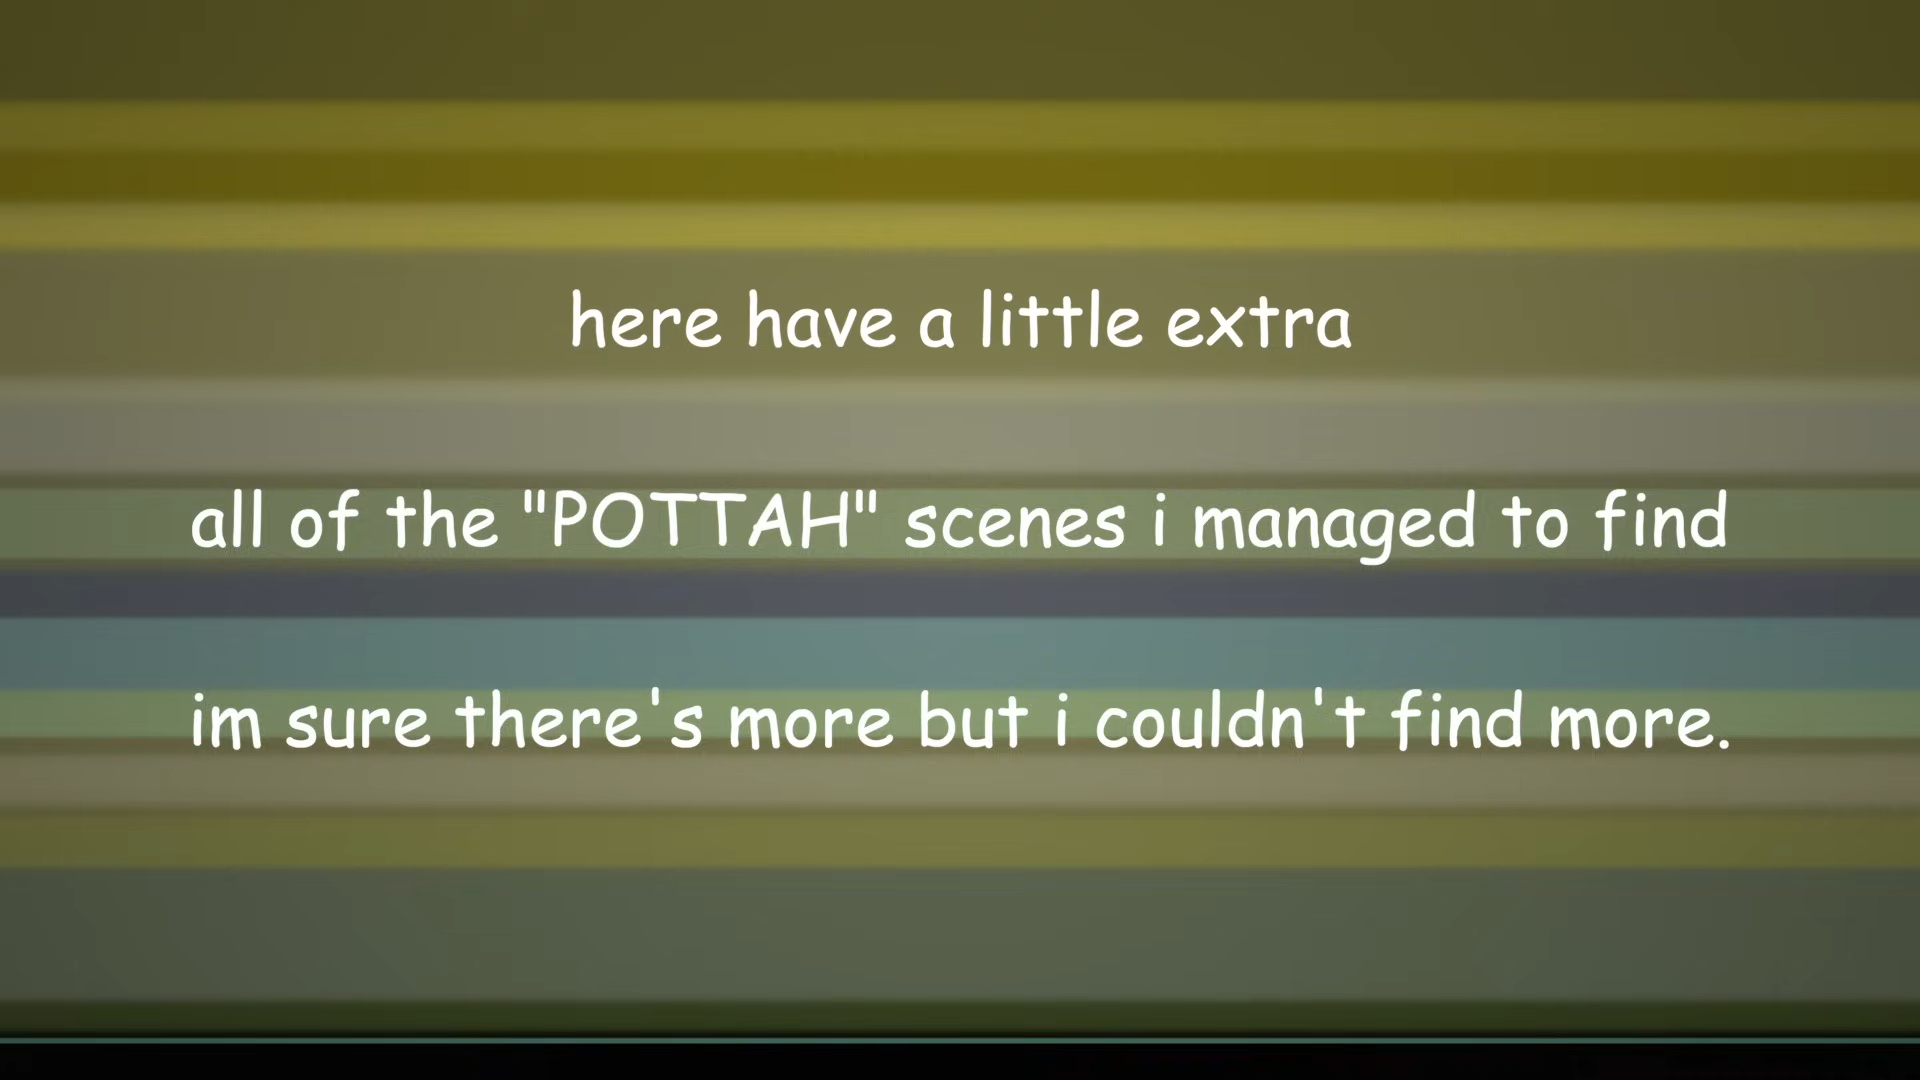 here have a little extra
all of the "POTTAH" scenes i managed to find
im sure there's more but i couldn't find more.